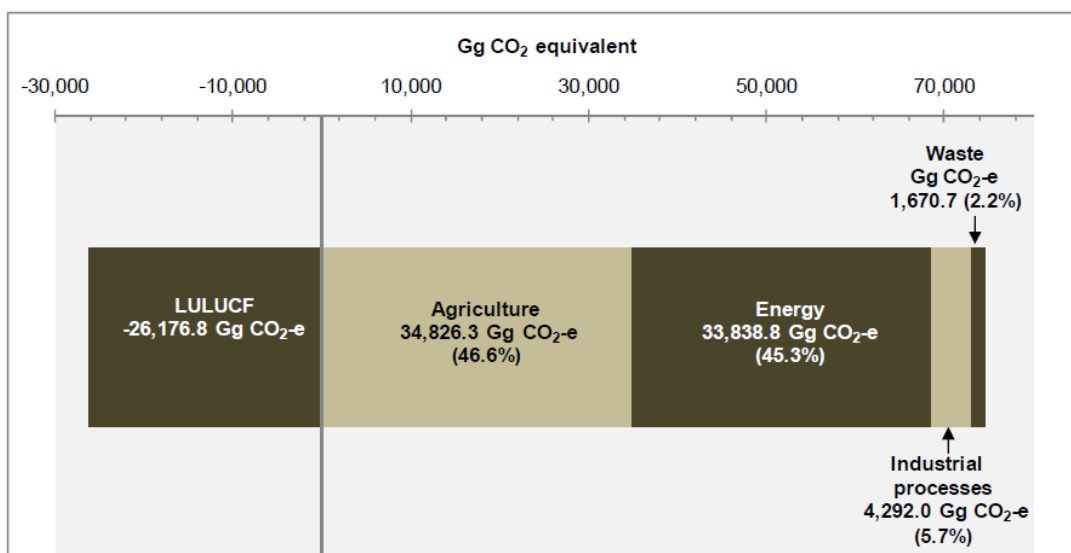 Gg CO₂ equivalent
-30,000 -10,000 10,000 30,000 50,000 70,000
Waste
Gg CO₂-e
1,670.7 (2.2%)
LULUCF
-26,176.8 Gg CO₂-e
Agriculture
34,826.3 Gg CO₂-e
(46.6%)
Energy
33,838.8 Gg CO₂-e
(45.3%)
Industrial
processes
4,292.0 Gg CO₂-e
(5.7%)